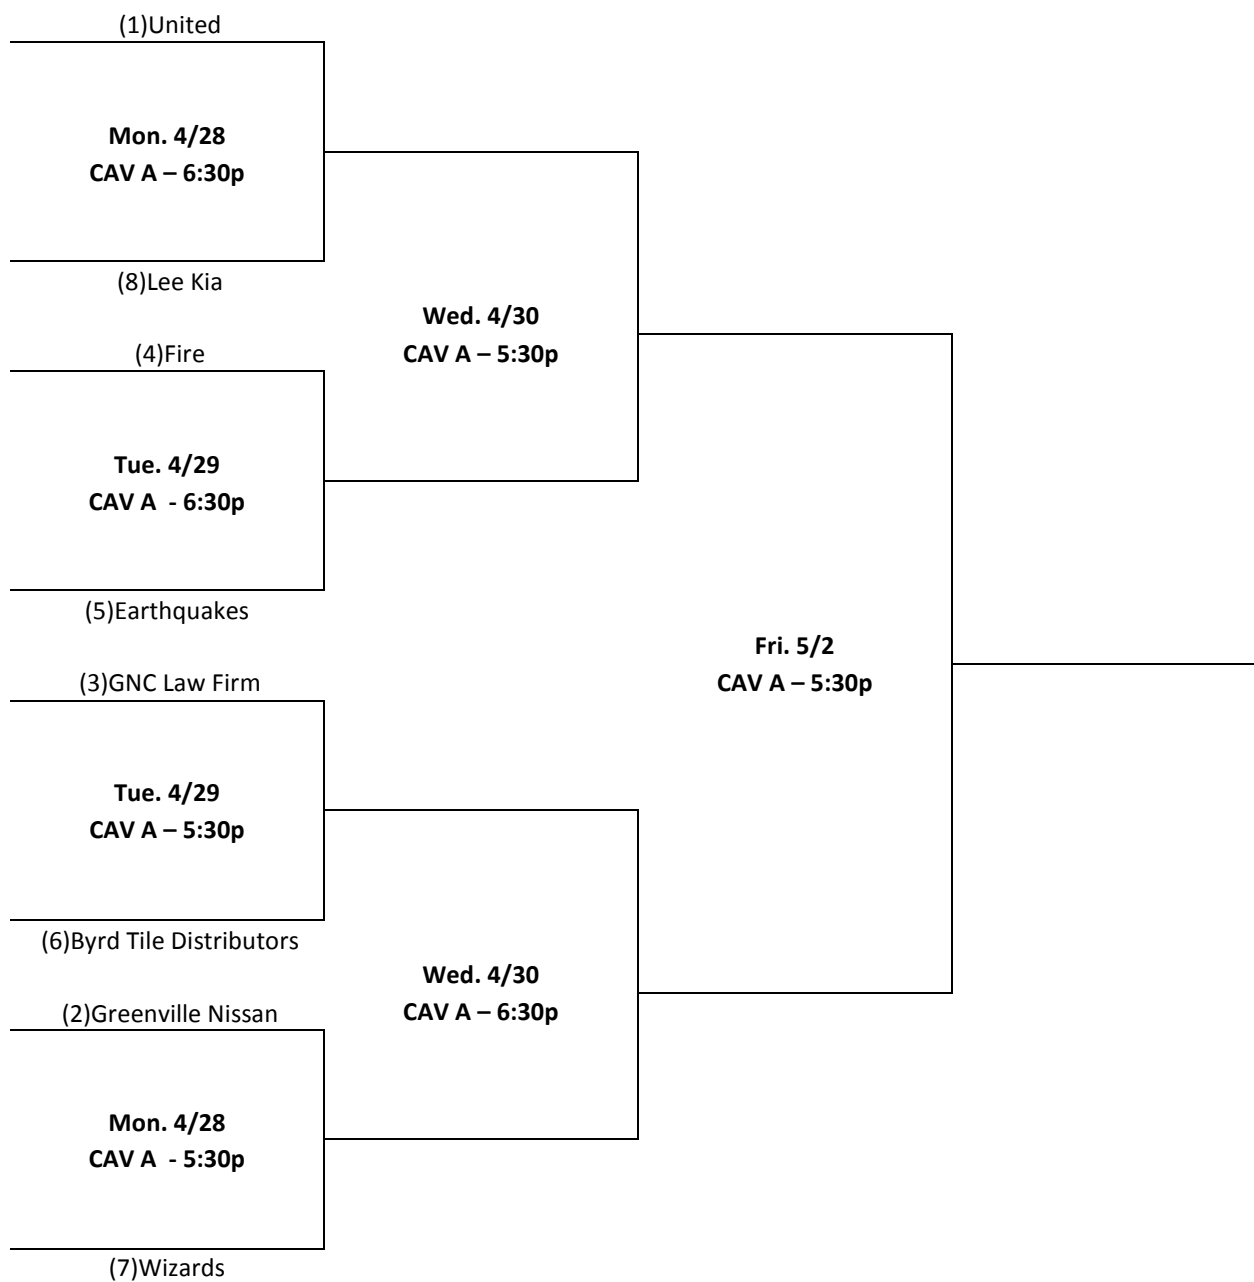 (1)United
Mon. 4/28
CAV A – 6:30p
(8)Lee Kia
(4)Fire
Tue. 4/29
CAV A  - 6:30p
(5)Earthquakes
(3)GNC Law Firm
Tue. 4/29
CAV A – 5:30p
(6)Byrd Tile Distributors
(2)Greenville Nissan
Mon. 4/28
CAV A  - 5:30p
(7)Wizards
Wed. 4/30
CAV A – 5:30p
Wed. 4/30
CAV A – 6:30p
Fri. 5/2
CAV A – 5:30p